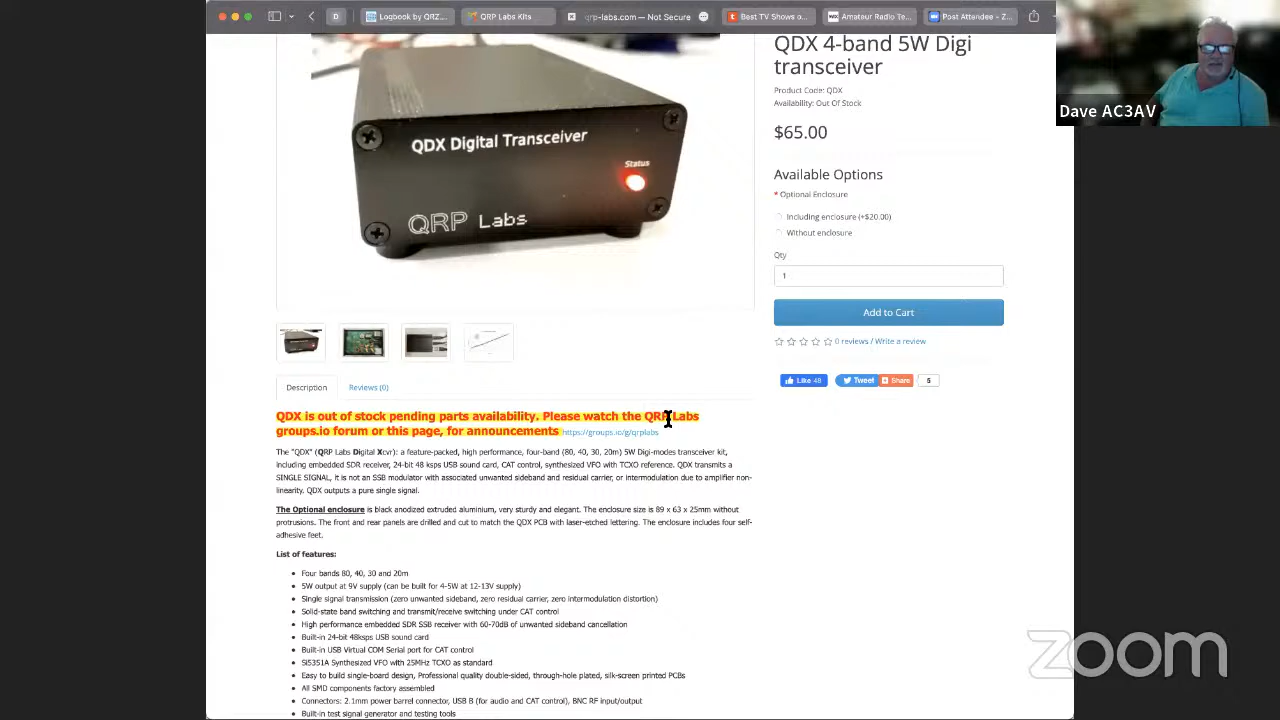 D
Logbook by QRZ...
QRP Labs Kits
qrp-labs.com — Not Secure
Best TV Shows o...
Amateur Radio Te...
Post Attendee - Z...
Dave AC3AV
QDX Digital Transceiver
Status
QRP Labs
QDX 4-band 5W Digi
transceiver
Product Code: QDX
Availability: Out Of Stock
$65.00
Available Options
* Optional Enclosure
Including enclosure (+$20.00)
Without enclosure
Qty
1
Add to Cart
0 reviews / Write a review
Like 48
Tweet
Share
5
Description
Reviews (0)
QDX is out of stock pending parts availability. Please watch the QRP Labs
groups.io forum or this page, for announcements https://groups.io/g/qrplabs
The "QDX" (QRP Labs Digital Xcvr): a feature-packed, high performance, four-band (80, 40, 30, 20m) 5W Digi-modes transceiver kit,
including embedded SDR receiver, 24-bit 48 ksps USB sound card, CAT control, synthesized VFO with TCXO reference. QDX transmits a
SINGLE SIGNAL, it is not an SSB modulator with associated unwanted sideband and residual carrier, or intermodulation due to amplifier non-
linearity. QDX outputs a pure single signal.
The Optional enclosure is black anodized extruded aluminium, very sturdy and elegant. The enclosure size is 89 x 63 x 25mm without
protrusions. The front and rear panels are drilled and cut to match the QDX PCB with laser-etched lettering. The enclosure includes four self-
adhesive feet.
List of features:
Four bands 80, 40, 30 and 20m
5W output at 9V supply (can be built for 4-5W at 12-13V supply)
Single signal transmission (zero unwanted sideband, zero residual carrier, zero intermodulation distortion)
Solid-state band switching and transmit/receive switching under CAT control
High performance embedded SDR SSB receiver with 60-70dB of unwanted sideband cancellation
Built-in 24-bit 48ksps USB sound card
Built-in USB Virtual COM Serial port for CAT control
Si5351A Synthesized VFO with 25MHz TCXO as standard
Easy to build single-board design, Professional quality double-sided, through-hole plated, silk-screen printed PCBs
All SMD components factory assembled
Connectors: 2.1mm power barrel connector, USB B (for audio and CAT control), BNC RF input/output
Built-in test signal generator and testing tools
zoom